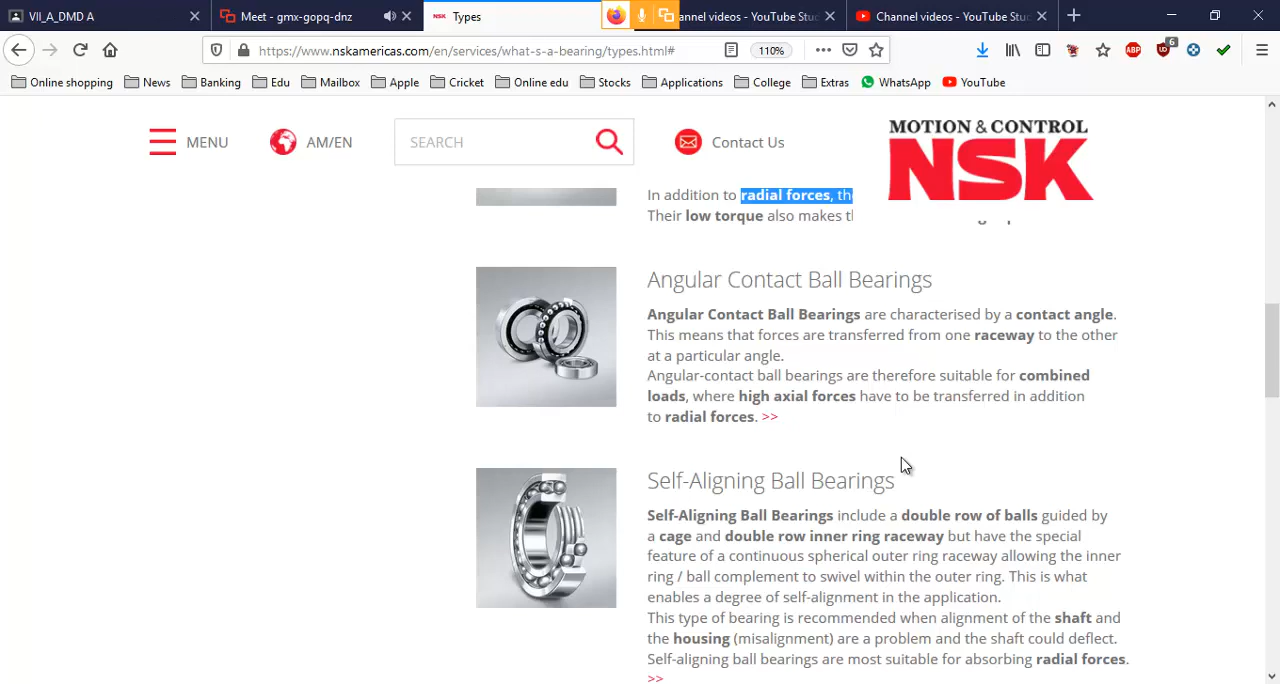 VII_A_DMD A
Meet - gmx-gopq-dnz
NSK Types
Channel videos - YouTube Stu
Channel videos - YouTube Stu
https://www.nskamericas.com/en/services/what-s-a-bearing/types.html#
110%
ABP
6
Online shopping
News
Banking
Edu
Mailbox
Apple
Cricket
Online edu
Stocks
Applications
College
Extras
WhatsApp
YouTube
MENU
AM/EN
SEARCH
Contact Us
MOTION & CONTROL
NSK
In addition to radial forces, the
Their low torque also makes
Angular Contact Ball Bearings
Angular Contact Ball Bearings are characterised by a contact angle.
This means that forces are transferred from one raceway to the other
at a particular angle.
Angular-contact ball bearings are therefore suitable for combined
loads, where high axial forces have to be transferred in addition
to radial forces. >>
Self-Aligning Ball Bearings
Self-Aligning Ball Bearings include a double row of balls guided by
a cage and double row inner ring raceway but have the special
feature of a continuous spherical outer ring raceway allowing the inner
ring / ball complement to swivel within the outer ring. This is what
enables a degree of self-alignment in the application.
This type of bearing is recommended when alignment of the shaft and
the housing (misalignment) are a problem and the shaft could deflect.
Self-aligning ball bearings are most suitable for absorbing radial forces.
>>